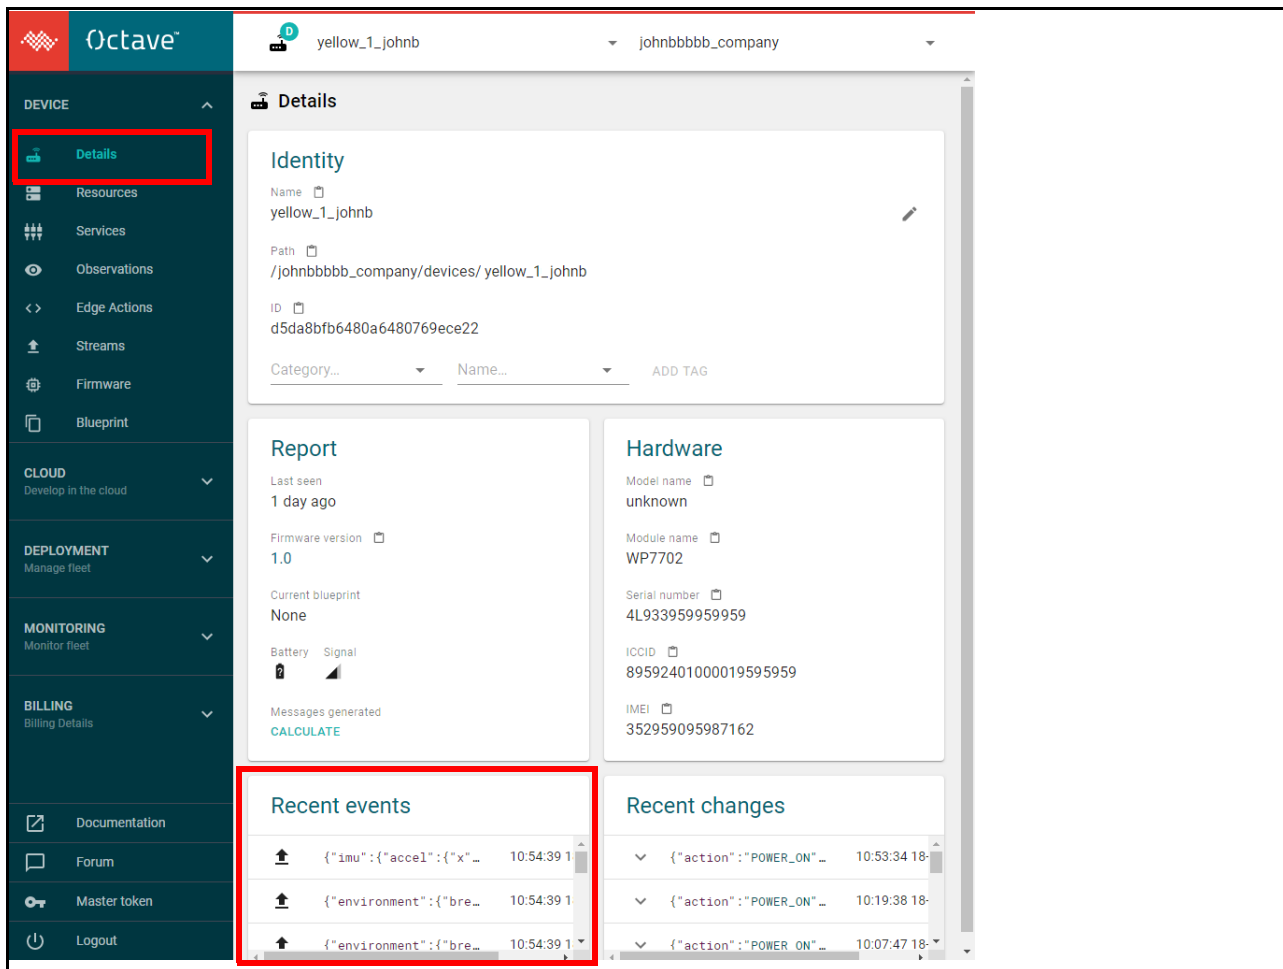 Octave™
D
yellow_1_johnb
johnbbbbb_company
DEVICE
Details
Resources
Services
Observations
Edge Actions
Streams
Firmware
Blueprint
CLOUD
Develop in the cloud
DEPLOYMENT
Manage fleet
MONITORING
Monitor fleet
BILLING
Billing Details
Documentation
Forum
Master token
Logout
Details
Identity
Name
yellow_1_johnb
Path
/johnbbbbb_company/devices/ yellow_1_johnb
ID
d5da8bfb6480a6480769ece22
Category... Name... ADD TAG
Report
Last seen
1 day ago
Firmware version
1.0
Current blueprint
None
Battery Signal
Messages generated
CALCULATE
Hardware
Model name
unknown
Module name
WP7702
Serial number
4L933959959959
ICCID
89592401000019595959
IMEI
352959095987162
Recent events
{"imu":{"accel":{"x"… 10:54:39 1
{"environment":{"bre… 10:54:39 1
{"environment":{"bre… 10:54:39 1
Recent changes
{"action":"POWER_ON"… 10:53:34 18-
{"action":"POWER_ON"… 10:19:38 18-
{"action":"POWER_ON"… 10:07:47 18-